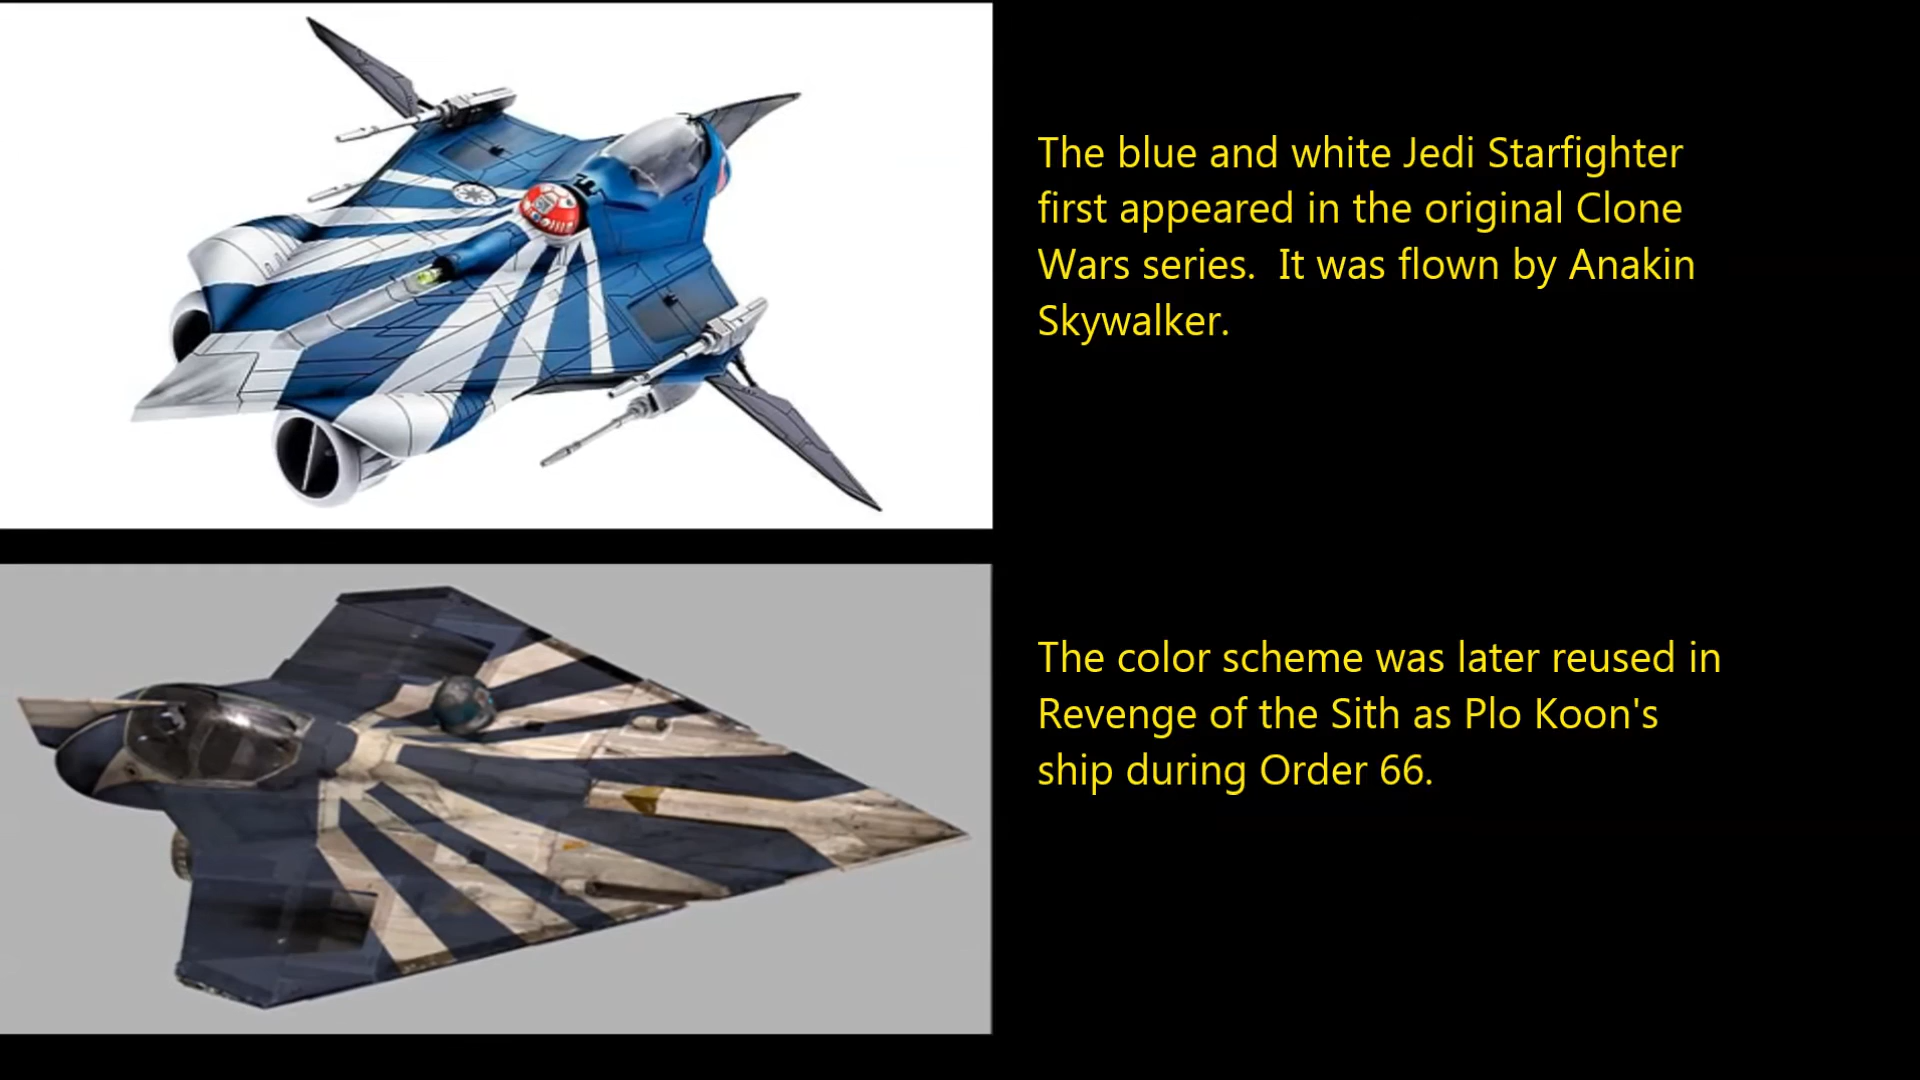 The blue and white Jedi Starfighter
first appeared in the original Clone
Wars series.  It was flown by Anakin
Skywalker.
The color scheme was later reused in
Revenge of the Sith as Plo Koon's
ship during Order 66.